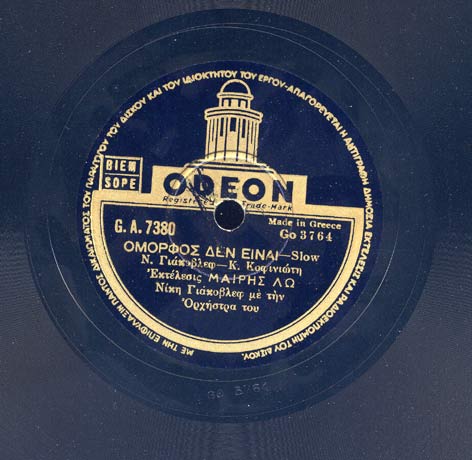 ΜΕ ΤΗΝ ΕΠΙΦΥΛΑΞΙΝ ΠΑΝΤΟΣ ΔΙΚΑΙΩΜΑΤΟΣ ΤΟΥ ΠΑΡΑΓΩΓΟΥ ΤΟΥ ΔΙΣΚΟΥ ΚΑΙ ΤΟΥ ΙΔΙΟΚΤΗΤΟΥ ΤΟΥ ΕΡΓΟΥ-ΑΠΑΓΟΡΕΥΕΤΑΙ Η ΑΝΤΙΓΡΑΦΗ ΔΗΜΟΣΙΑ ΕΚΤΕΛΕΣΙΣ ΚΑΙ ΡΑΔΙΟΕΚΠΟΜΠΗ ΤΟΥ ΔΙΣΚΟΥ.
BIEM
SOPE
ODEON
Trade-Mark
Made in Greece
G.A. 7380
Go 3764
ΟΜΟΡΦΟΣ ΔΕΝ ΕΙΝΑΙ—Slow
Ν. Γιάκοβλεφ—Κ. Κοφινιώτη
Ἐκτέλεσις ΜΑΙΡΗΣ ΛΩ
Νίκη Γιάκοβλεφ μὲ τὴν
Ὀρχήστρα του
GO 3764